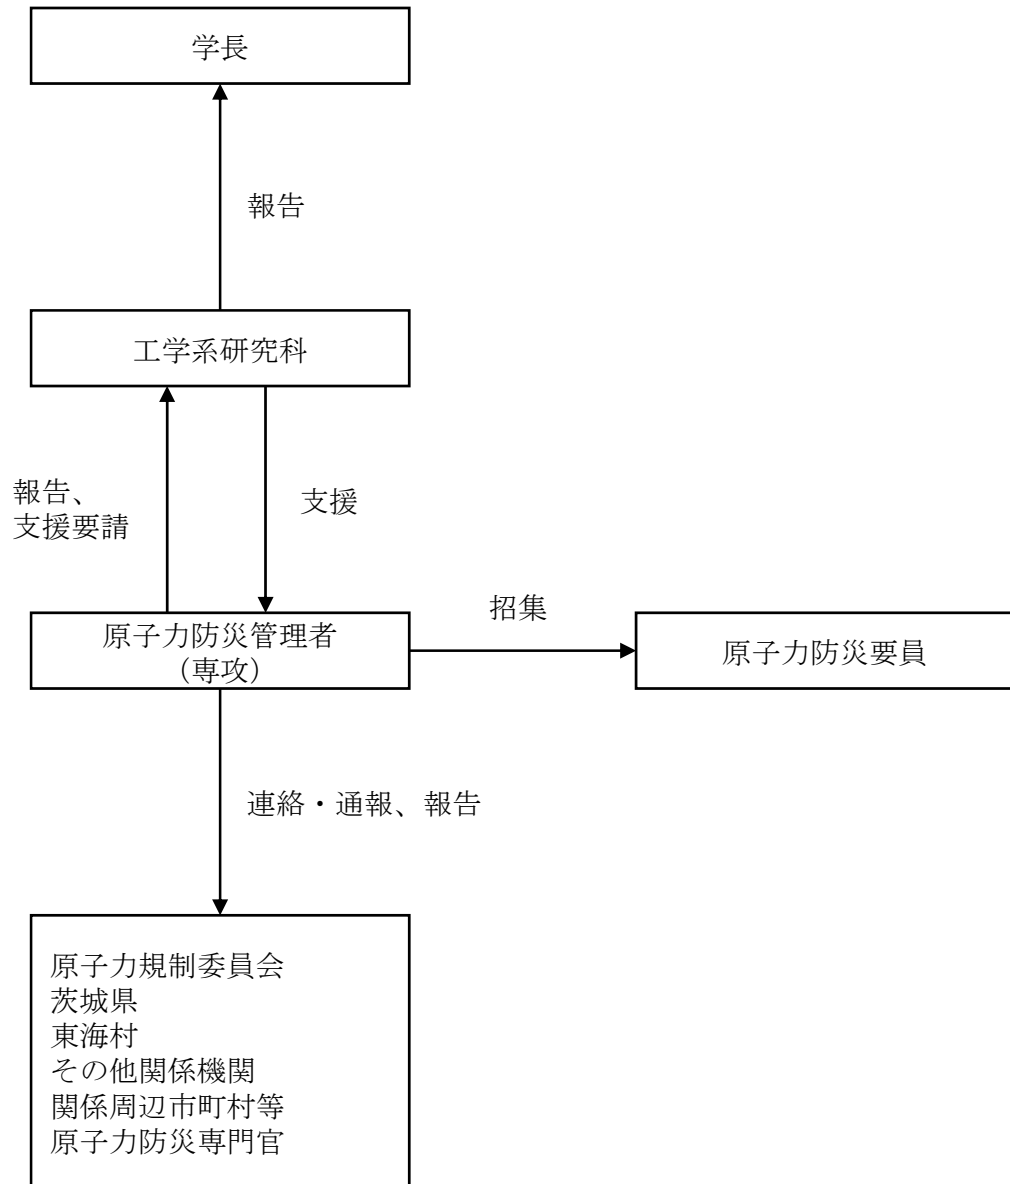 学長
報告
工学系研究科
報告、
支援要請
支援
招集
原子力防災管理者
（専攻）
原子力防災要員
連絡・通報、報告
原子力規制委員会
茨城県
東海村
その他関係機関
関係周辺市町村等
原子力防災専門官